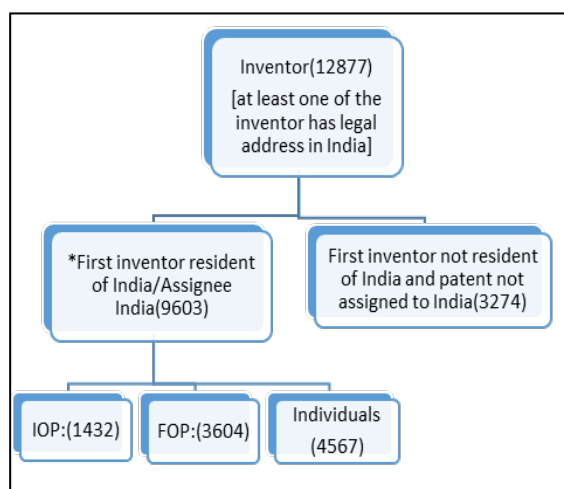 Inventor(12877)
[at least one of the
inventor has legal
address in India]
*First inventor resident
of India/Assignee
India(9603)
First inventor not resident
of India and patent not
assigned to India(3274)
IOP:(1432)
FOP:(3604)
Individuals
(4567)